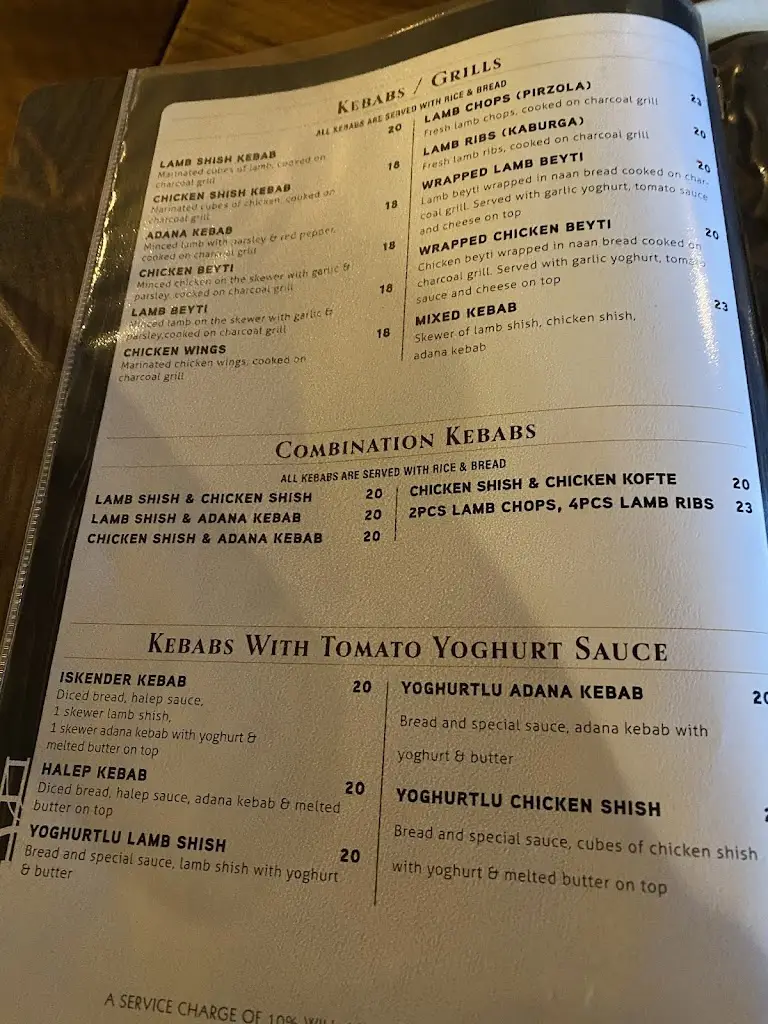 KEBABS / GRILLS
ALL KEBABS ARE SERVED WITH RICE & BREAD
LAMB SHISH KEBAB 20
Marinated cubes of lamb, cooked on
charcoal grill
CHICKEN SHISH KEBAB 18
Marinated cubes of chicken, cooked on
charcoal grill
ADANA KEBAB 18
Minced lamb with parsley & red pepper,
cooked on charcoal grill
CHICKEN BEYTI 18
Minced chicken on the skewer with garlic &
parsley, cooked on charcoal grill
LAMB BEYTI 18
Minced lamb on the skewer with garlic &
parsley,cooked on charcoal grill
CHICKEN WINGS 18
Marinated chicken wings, cooked on
charcoal grill
LAMB CHOPS (PIRZOLA) 23
Fresh lamb chops, cooked on charcoal grill
LAMB RIBS (KABURGA) 20
Fresh lamb ribs, cooked on charcoal grill
WRAPPED LAMB BEYTI 20
Lamb beyti wrapped in naan bread cooked on char-
coal grill. Served with garlic yoghurt, tomato sauce
and cheese on top
WRAPPED CHICKEN BEYTI 20
Chicken beyti wrapped in naan bread cooked on
charcoal grill. Served with garlic yoghurt, tomato
sauce and cheese on top
MIXED KEBAB 23
Skewer of lamb shish, chicken shish,
adana kebab
COMBINATION KEBABS
ALL KEBABS ARE SERVED WITH RICE & BREAD
LAMB SHISH & CHICKEN SHISH 20
LAMB SHISH & ADANA KEBAB 20
CHICKEN SHISH & ADANA KEBAB 20
CHICKEN SHISH & CHICKEN KOFTE 20
2PCS LAMB CHOPS, 4PCS LAMB RIBS 23
KEBABS WITH TOMATO YOGHURT SAUCE
ISKENDER KEBAB 20
Diced bread, halep sauce,
1 skewer lamb shish,
1 skewer adana kebab with yoghurt &
melted butter on top
HALEP KEBAB 20
Diced bread, halep sauce, adana kebab & melted
butter on top
YOGHURTLU LAMB SHISH 20
Bread and special sauce, lamb shish with yoghurt
& butter
YOGHURTLU ADANA KEBAB 20
Bread and special sauce, adana kebab with
yoghurt & butter
YOGHURTLU CHICKEN SHISH
Bread and special sauce, cubes of chicken shish
with yoghurt & melted butter on top
A SERVICE CHARGE OF 10%